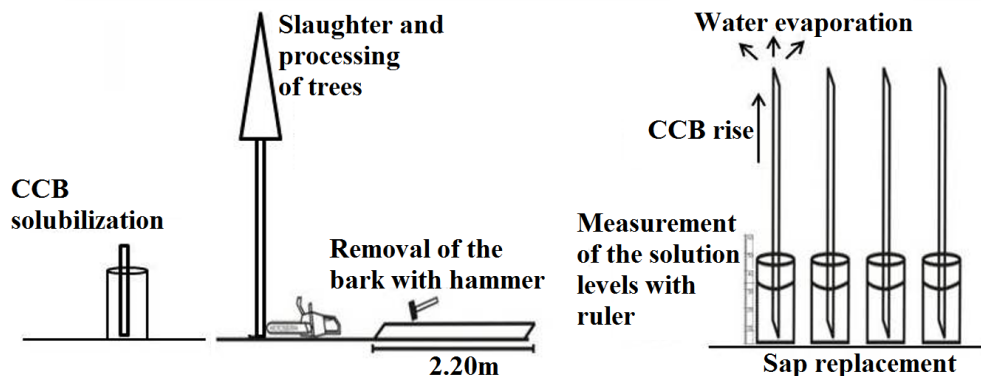 CCB
solubilization
Slaughter and
processing
of trees
Removal of the
bark with hammer
2.20m
Water evaporation
CCB rise
Measurement
of the solution
levels with
ruler
Sap replacement